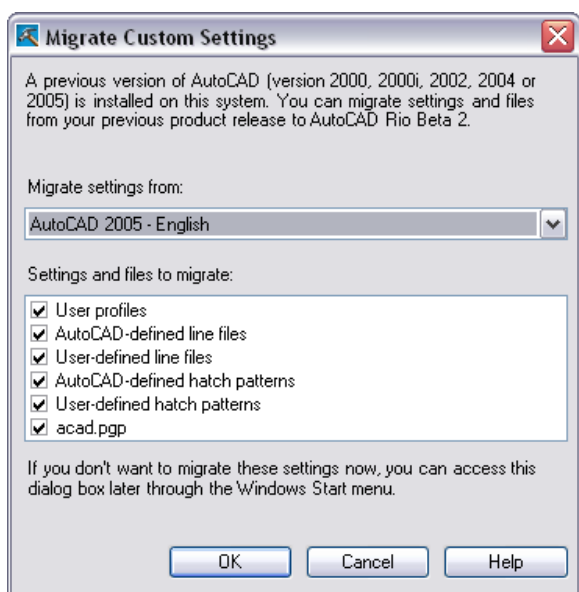 Migrate Custom Settings
A previous version of AutoCAD (version 2000, 2000i, 2002, 2004 or
2005) is installed on this system. You can migrate settings and files
from your previous product release to AutoCAD Rio Beta 2.
Migrate settings from:
AutoCAD 2005 - English
Settings and files to migrate:
User profiles
AutoCAD-defined line files
User-defined line files
AutoCAD-defined hatch patterns
User-defined hatch patterns
acad.pgp
If you don't want to migrate these settings now, you can access this
dialog box later through the Windows Start menu.
OK Cancel Help